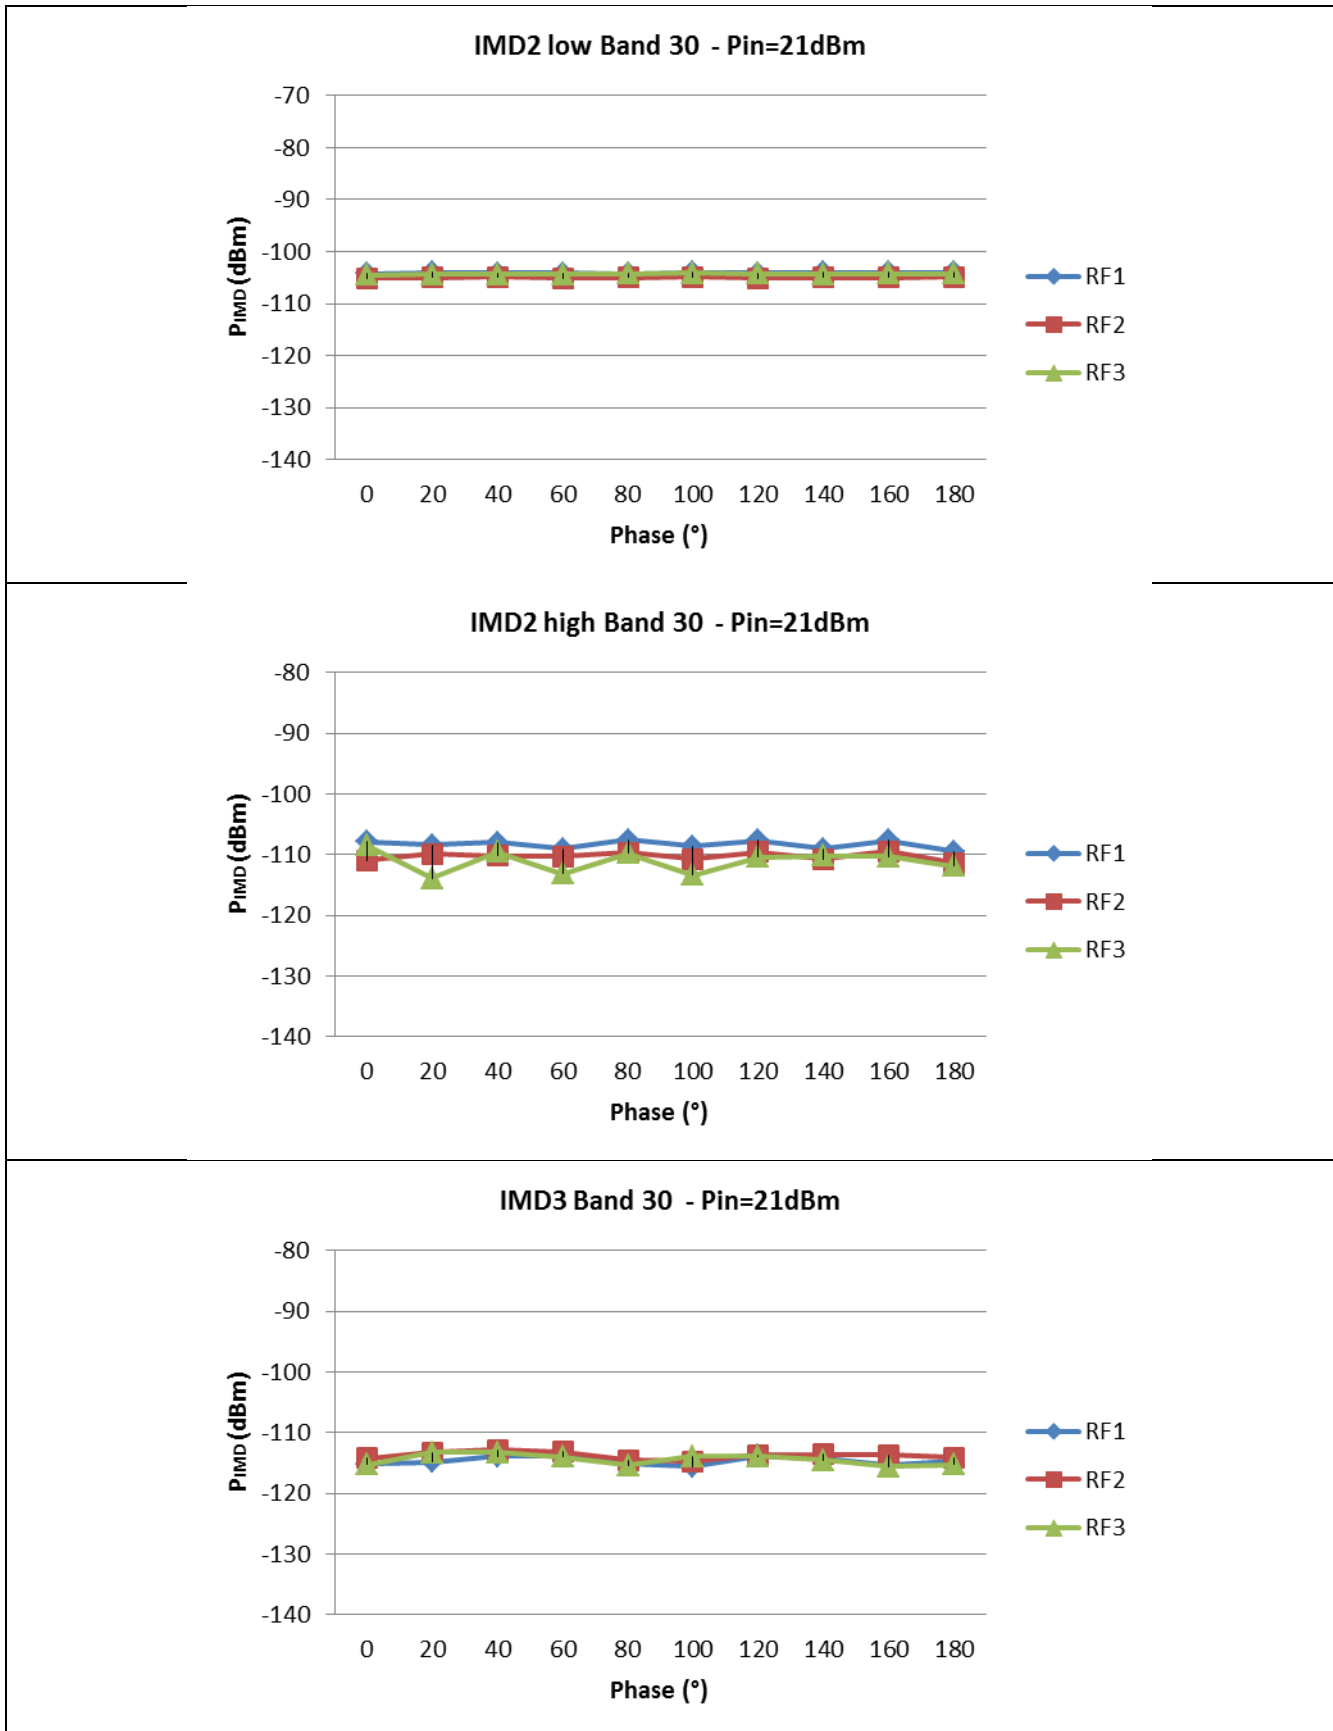 IMD2 low Band 30 - Pin=21dBm
-70
-80
-90
-100
-110
-120
-130
-140
PIMD (dBm)
0 20 40 60 80 100 120 140 160 180
Phase (°)
RF1
RF2
RF3
IMD2 high Band 30 - Pin=21dBm
-80
-90
-100
-110
-120
-130
-140
PIMD (dBm)
0 20 40 60 80 100 120 140 160 180
Phase (°)
RF1
RF2
RF3
IMD3 Band 30 - Pin=21dBm
-80
-90
-100
-110
-120
-130
-140
PIMD (dBm)
0 20 40 60 80 100 120 140 160 180
Phase (°)
RF1
RF2
RF3